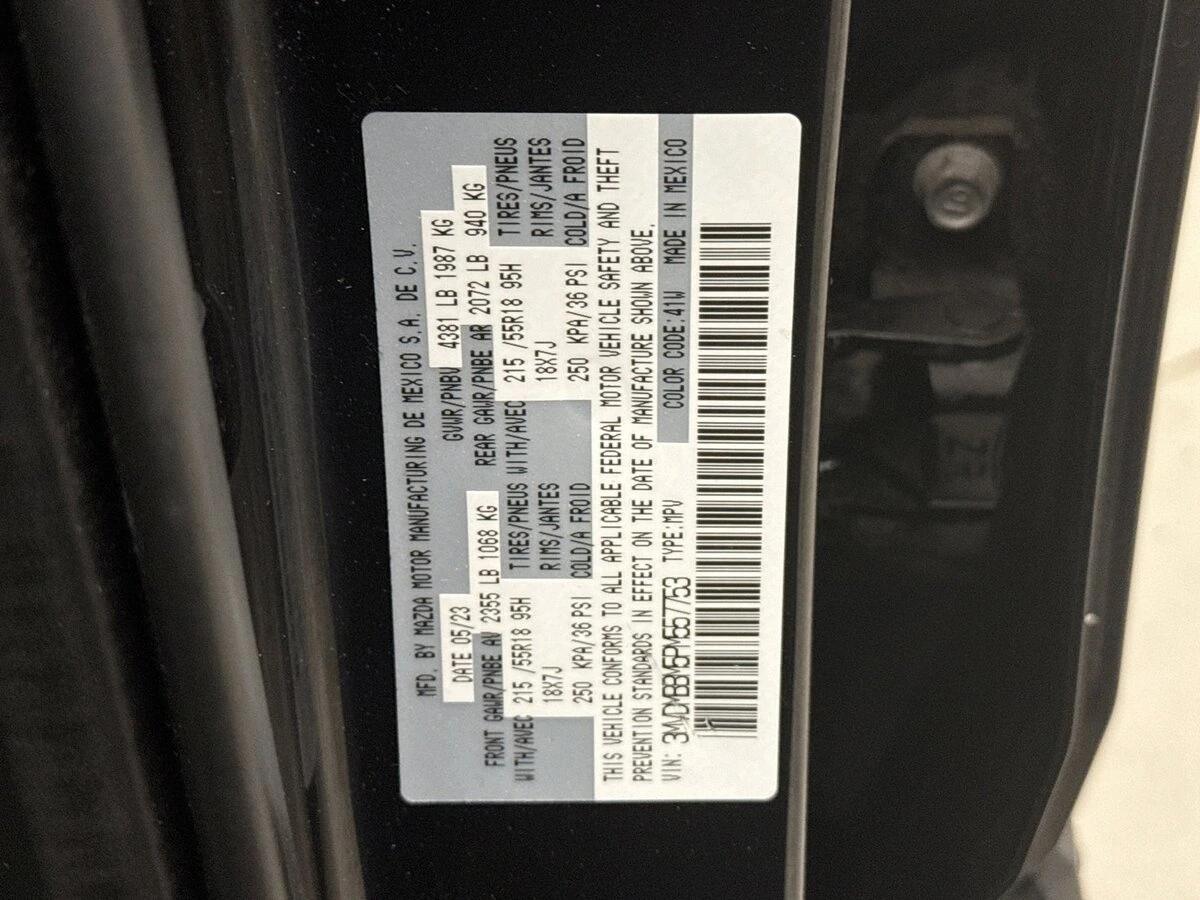 MFD. BY MAZDA MOTOR MANUFACTURING DE MEXICO S.A. DE C.V.
DATE 05/23 GVWR/PNBV 4381 LB 1987 KG
FRONT GAWR/PNBE AV 2355 LB 1068 KG REAR GAWR/PNBE AR 2072 LB 940 KG
WITH/AVEC 215 /55R18 95H TIRES/PNEUS WITH/AVEC 215 /55R18 95H TIRES/PNEUS
18X7J RIMS/JANTES 18X7J RIMS/JANTES
250 KPA/36 PSI COLD/A FROID 250 KPA/36 PSI COLD/A FROID
THIS VEHICLE CONFORMS TO ALL APPLICABLE FEDERAL MOTOR VEHICLE SAFETY AND THEFT
PREVENTION STANDARDS IN EFFECT ON THE DATE OF MANUFACTURE SHOWN ABOVE.
VIN: 3MVDMBBM5PM557753 TYPE:MPV COLOR CODE:41W MADE IN MEXICO